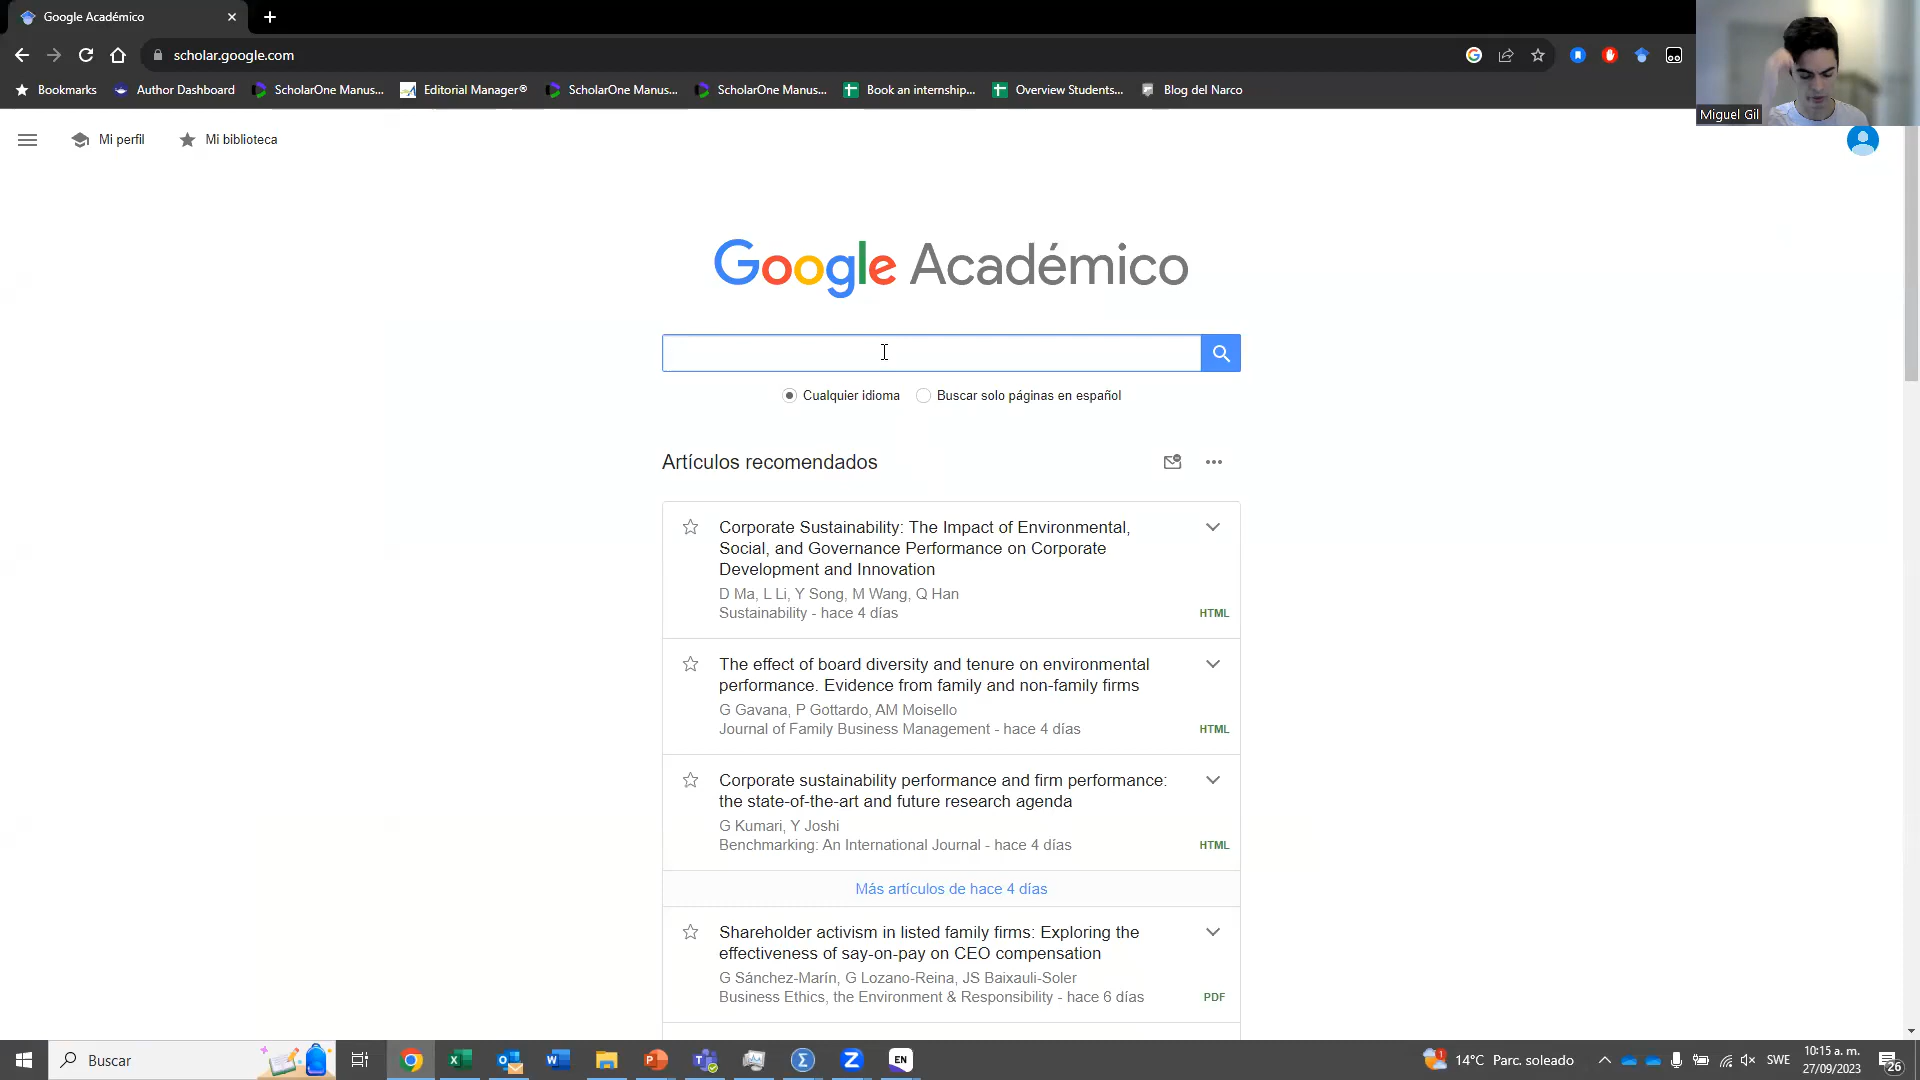 Google Académico
scholar.google.com
Bookmarks
Author Dashboard
ScholarOne Manus...
Editorial Manager®
ScholarOne Manus...
ScholarOne Manus...
Book an internship...
Overview Students...
Blog del Narco
Miguel Gil
Mi perfil
Mi biblioteca
Google Académico
Cualquier idioma
Buscar solo páginas en español
Artículos recomendados
Corporate Sustainability: The Impact of Environmental,
Social, and Governance Performance on Corporate
Development and Innovation
D Ma, L Li, Y Song, M Wang, Q Han
Sustainability - hace 4 días
HTML
The effect of board diversity and tenure on environmental
performance. Evidence from family and non-family firms
G Gavana, P Gottardo, AM Moisello
Journal of Family Business Management - hace 4 días
HTML
Corporate sustainability performance and firm performance:
the state-of-the-art and future research agenda
G Kumari, Y Joshi
Benchmarking: An International Journal - hace 4 días
HTML
Más artículos de hace 4 días
Shareholder activism in listed family firms: Exploring the
effectiveness of say-on-pay on CEO compensation
G Sánchez-Marín, G Lozano-Reina, JS Baixauli-Soler
Business Ethics, the Environment & Responsibility - hace 6 días
PDF
Buscar
EN
14°C Parc. soleado
SWE
10:15 a. m.
27/09/2023
26